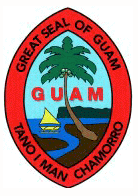 GREAT SEAL OF GUAM
GUAM
TANO I MAN CHAMORRO